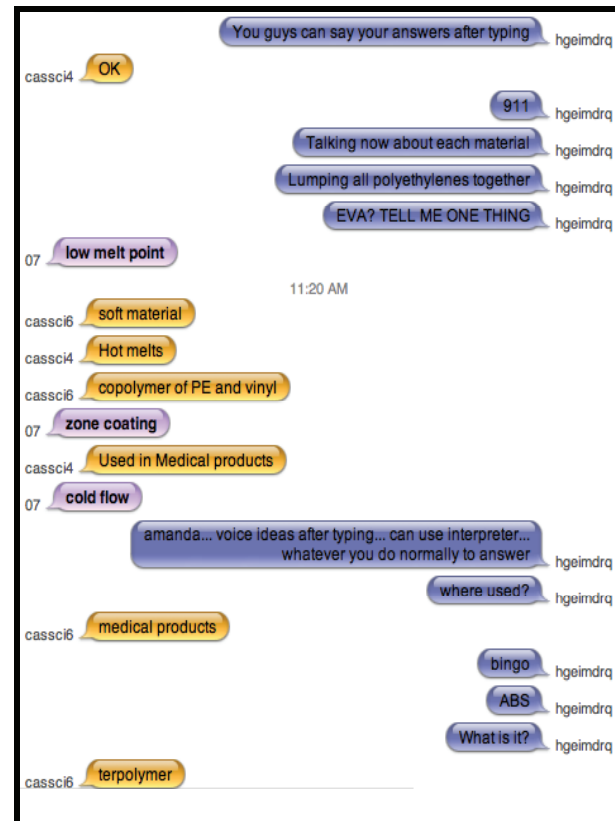 You guys can say your answers after typing
hgeimdrq
OK
cassci4
911
hgeimdrq
Talking now about each material
hgeimdrq
Lumping all polyethylenes together
hgeimdrq
EVA? TELL ME ONE THING
hgeimdrq
low melt point
07
11:20 AM
soft material
cassci6
Hot melts
cassci4
copolymer of PE and vinyl
cassci6
zone coating
07
Used in Medical products
cassci4
cold flow
07
amanda... voice ideas after typing... can use interpreter...
whatever you do normally to answer
hgeimdrq
where used?
hgeimdrq
medical products
cassci6
bingo
hgeimdrq
ABS
hgeimdrq
What is it?
hgeimdrq
terpolymer
cassci6